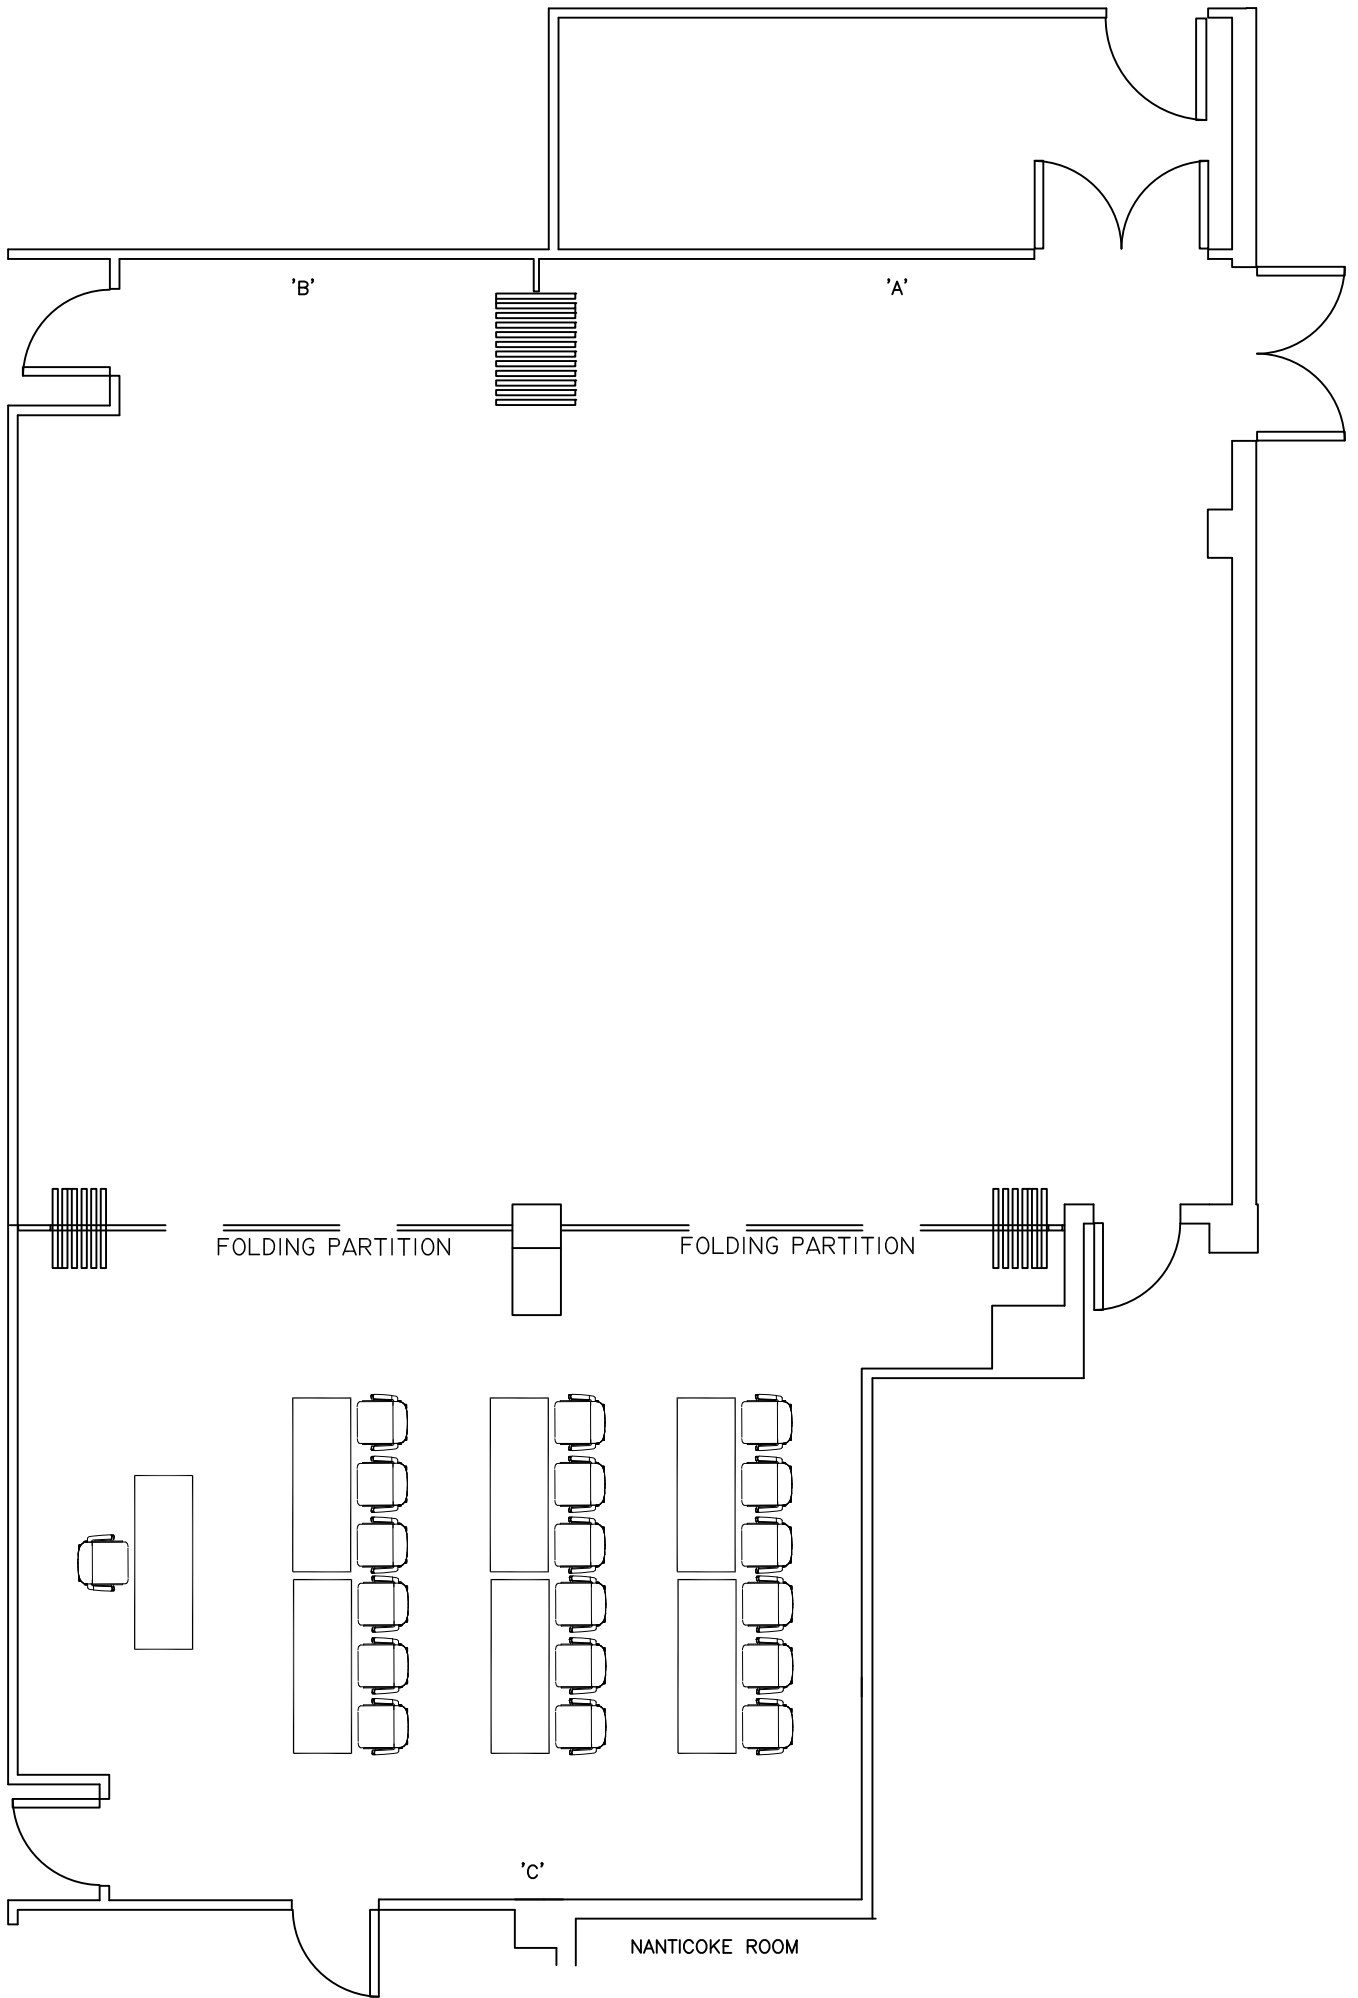 'B'
'A'
FOLDING PARTITION
FOLDING PARTITION
'C'
NANTICOKE ROOM